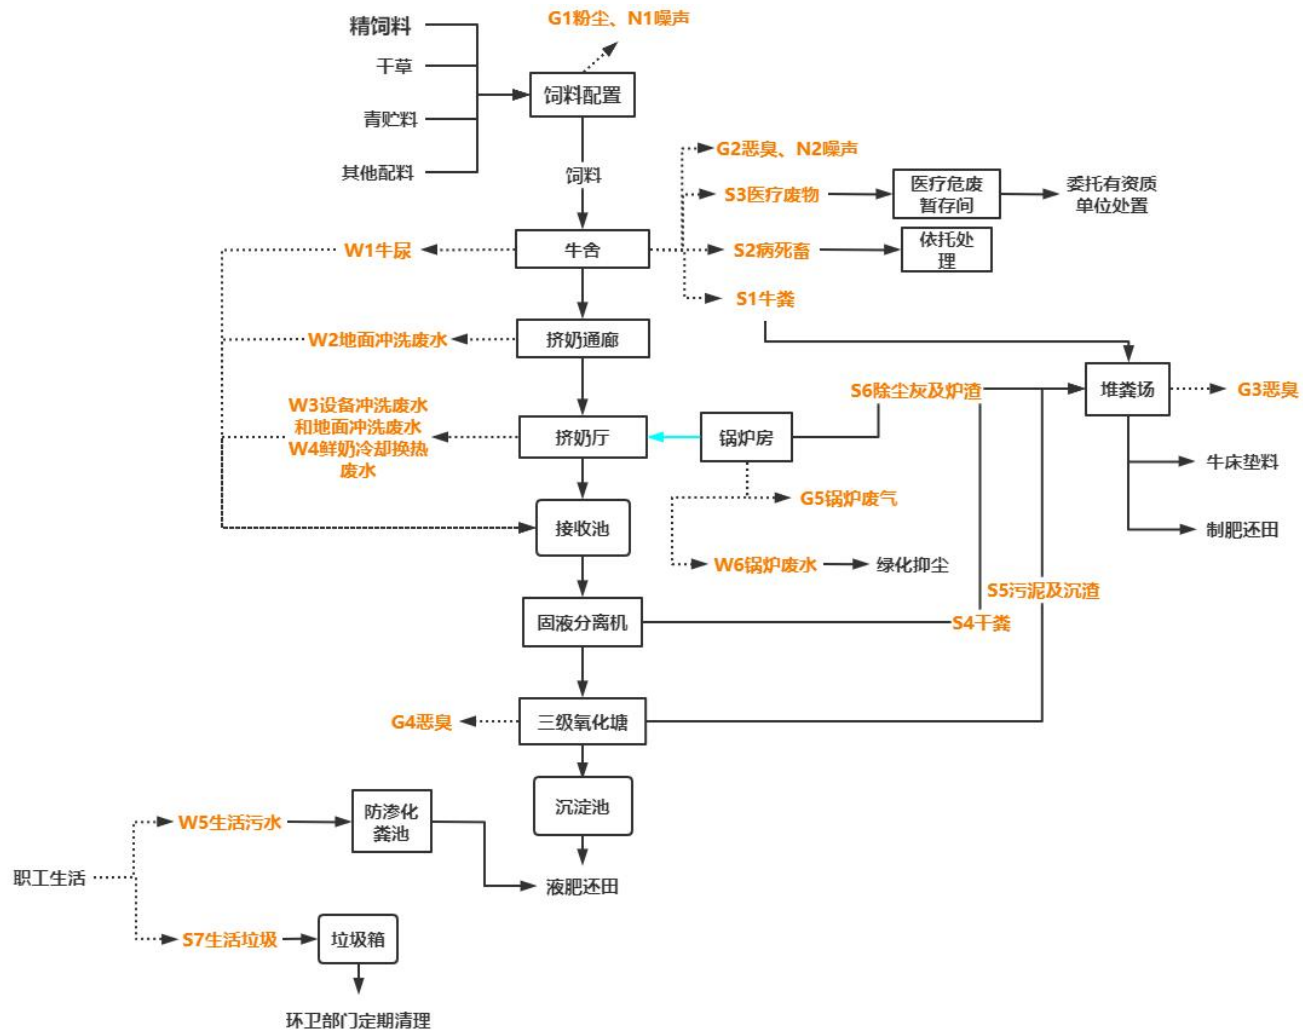 G1粉尘、N1噪声
精饲料
干草
青贮料
其他配料
饲料配置
饲料
G2恶臭、N2噪声
S3医疗废物
医疗危废
暂存间
委托有资质
单位处置
W1牛尿
牛舍
S2病死畜
依托处
理
S1牛粪
W2地面冲洗废水
挤奶通廊
W3设备冲洗废水
和地面冲洗废水
W4鲜奶冷却换热
废水
挤奶厅
锅炉房
S6除尘灰及炉渣
堆粪场
G3恶臭
牛床垫料
G5锅炉废气
接收池
制肥还田
W6锅炉废水
绿化抑尘
S5污泥及沉渣
固液分离机
S4干粪
G4恶臭
三级氧化塘
沉淀池
W5生活污水
防渗化
粪池
职工生活
液肥还田
S7生活垃圾
垃圾箱
环卫部门定期清理